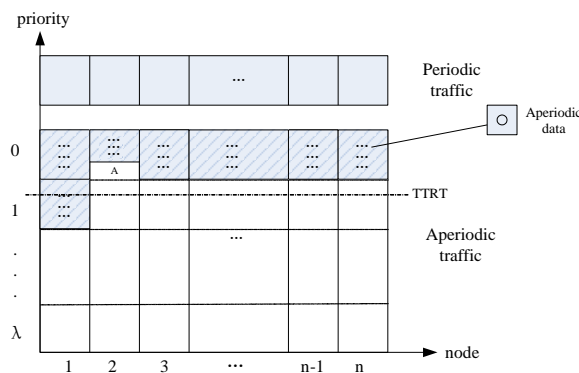 priority
...
Periodic
traffic
Aperiodic
data
0
... ... ... ... ... ...
... ... ... ... ... ...
... ... ... ... ... ...
A
TTRT
1
...
...
...
...
Aperiodic
traffic
.
.
.
λ
node
1 2 3 ... n-1 n